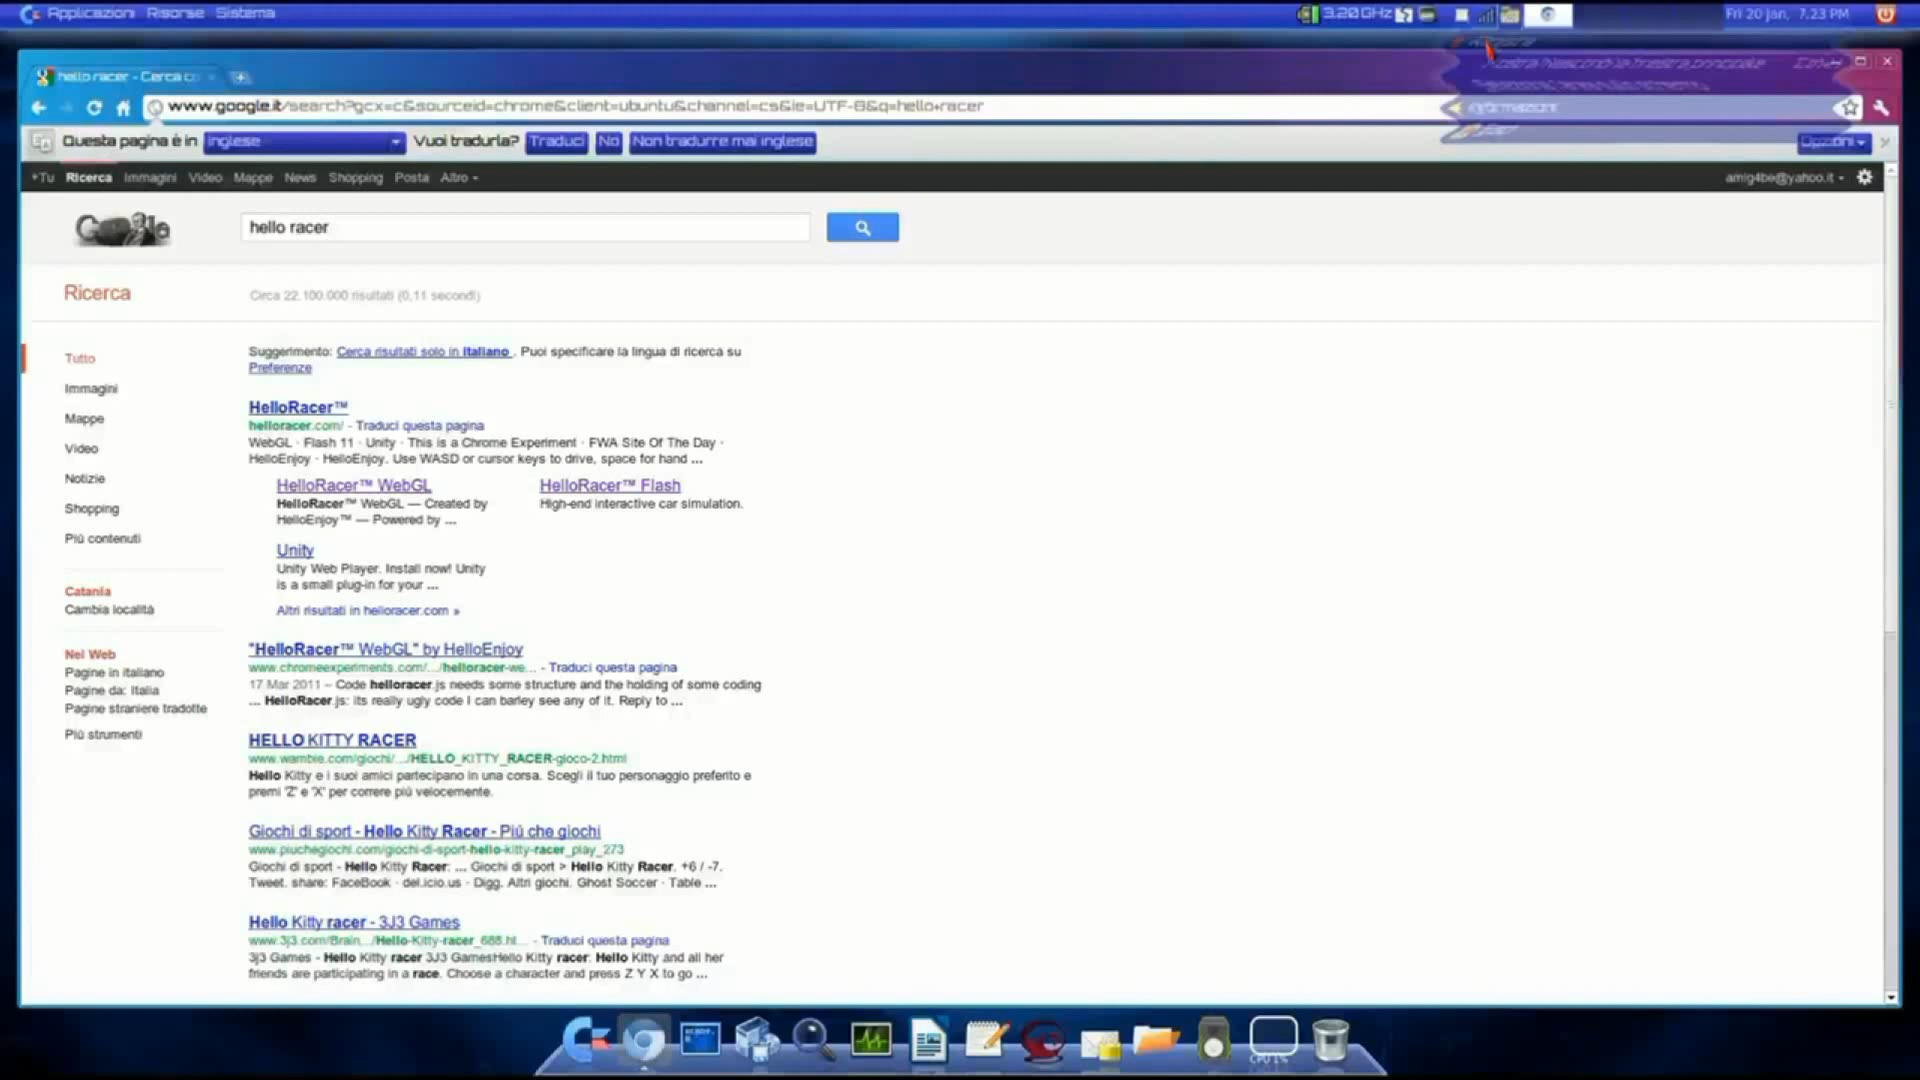 Applicazioni Risorse Sistema
3.20GHz
Fri 20 Jan, 7.23 PM
hello racer - Cerca co
www.google.it/search?gcx=c&sourceid=chrome&client=ubuntu&channel=cs&ie=UTF-8&q=hello+racer
Questa pagina è in inglese Vuoi tradurla? Traduci No Non tradurre mai inglese Opzioni
+Tu Ricerca Immagini Video Mappe News Shopping Posta Altro
amig4be@yahoo.it
Google
hello racer
Ricerca
Circa 22.100.000 risultati (0,11 secondi)
Tutto
Immagini
Mappe
Video
Notizie
Shopping
Più contenuti
Catania
Cambia località
Nel Web
Pagine in italiano
Pagine da: Italia
Pagine straniere tradotte
Più strumenti
Suggerimento: Cerca risultati solo in italiano . Puoi specificare la lingua di ricerca su
Preferenze
HelloRacer™
helloracer.com/ - Traduci questa pagina
WebGL · Flash 11 · Unity · This is a Chrome Experiment · FWA Site Of The Day ·
HelloEnjoy · HelloEnjoy. Use WASD or cursor keys to drive, space for hand ...
HelloRacer™ WebGL
HelloRacer™ WebGL — Created by
HelloEnjoy™ — Powered by ...
HelloRacer™ Flash
High-end interactive car simulation.
Unity
Unity Web Player. Install now! Unity
is a small plug-in for your ...
Altri risultati in helloracer.com »
"HelloRacer™ WebGL" by HelloEnjoy
www.chromeexperiments.com/.../helloracer-we... - Traduci questa pagina
17 Mar 2011 – Code helloracer.js needs some structure and the holding of some coding
... HelloRacer.js: its really ugly code I can barley see any of it. Reply to ...
HELLO KITTY RACER
www.wambie.com/giochi/.../HELLO_KITTY_RACER-gioco-2.html
Hello Kitty e i suoi amici partecipano in una corsa. Scegli il tuo personaggio preferito e
premi 'Z' e 'X' per correre più velocemente.
Giochi di sport - Hello Kitty Racer - Più che giochi
www.piuchegiochi.com/giochi-di-sport-hello-kitty-racer_play_273
Giochi di sport - Hello Kitty Racer: ... Giochi di sport > Hello Kitty Racer. +6 / -7.
Tweet. share: FaceBook · del.icio.us · Digg. Altri giochi. Ghost Soccer · Table ...
Hello Kitty racer - 3J3 Games
www.3j3.com/Brain.../Hello-Kitty-racer_688.ht... - Traduci questa pagina
3j3 Games - Hello Kitty racer 3J3 GamesHello Kitty racer. Hello Kitty and all her
friends are participating in a race. Choose a character and press Z Y X to go ...
CPU 1%